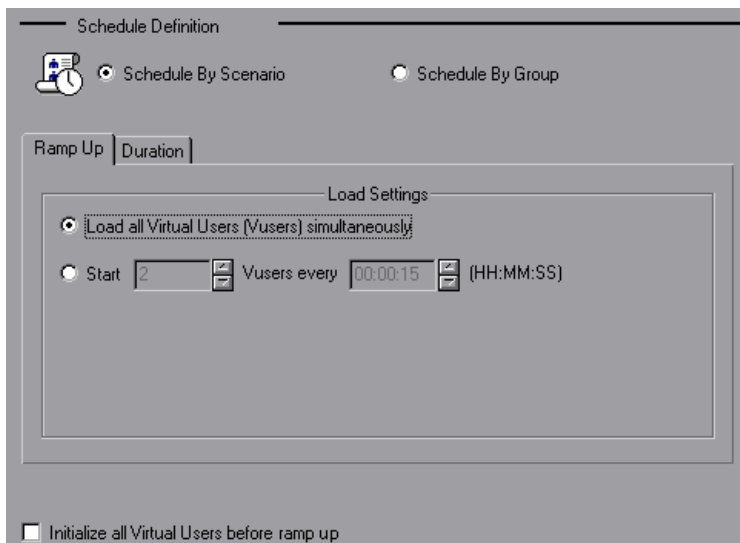 Schedule Definition
Schedule By Scenario Schedule By Group
Ramp Up Duration
Load Settings
Load all Virtual Users (Vusers) simultaneously
Start 2 Vusers every 00:00:15 (HH:MM:SS)
Initialize all Virtual Users before ramp up